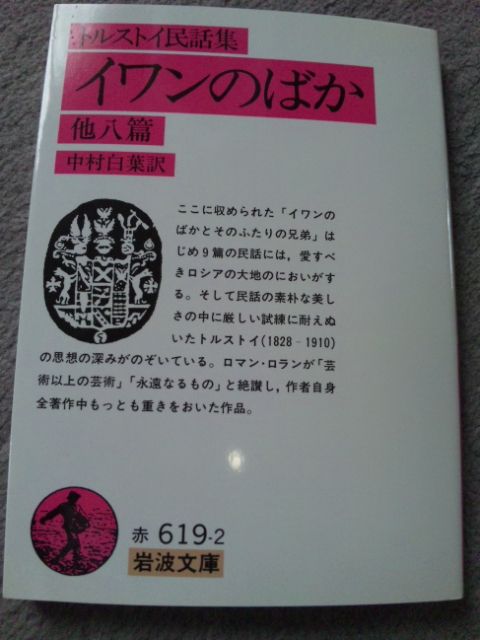 トルストイ民話集
イワンのばか
他八篇
中村白葉訳
ここに収められた「イワンの
ばかとそのふたりの兄弟」は
じめ9篇の民話には，愛すべ
きロシアの大地のにおいがす
る。そして民話の素朴な美し
さの中に厳しい試練に耐えぬ
いたトルストイ(1828‐1910)
の思想の深みがのぞいている。ロマン・ロランが「芸
術以上の芸術」「永遠なるもの」と絶讃し，作者自身
全著作中もっとも重きをおいた作品。
赤 619-2
岩波文庫